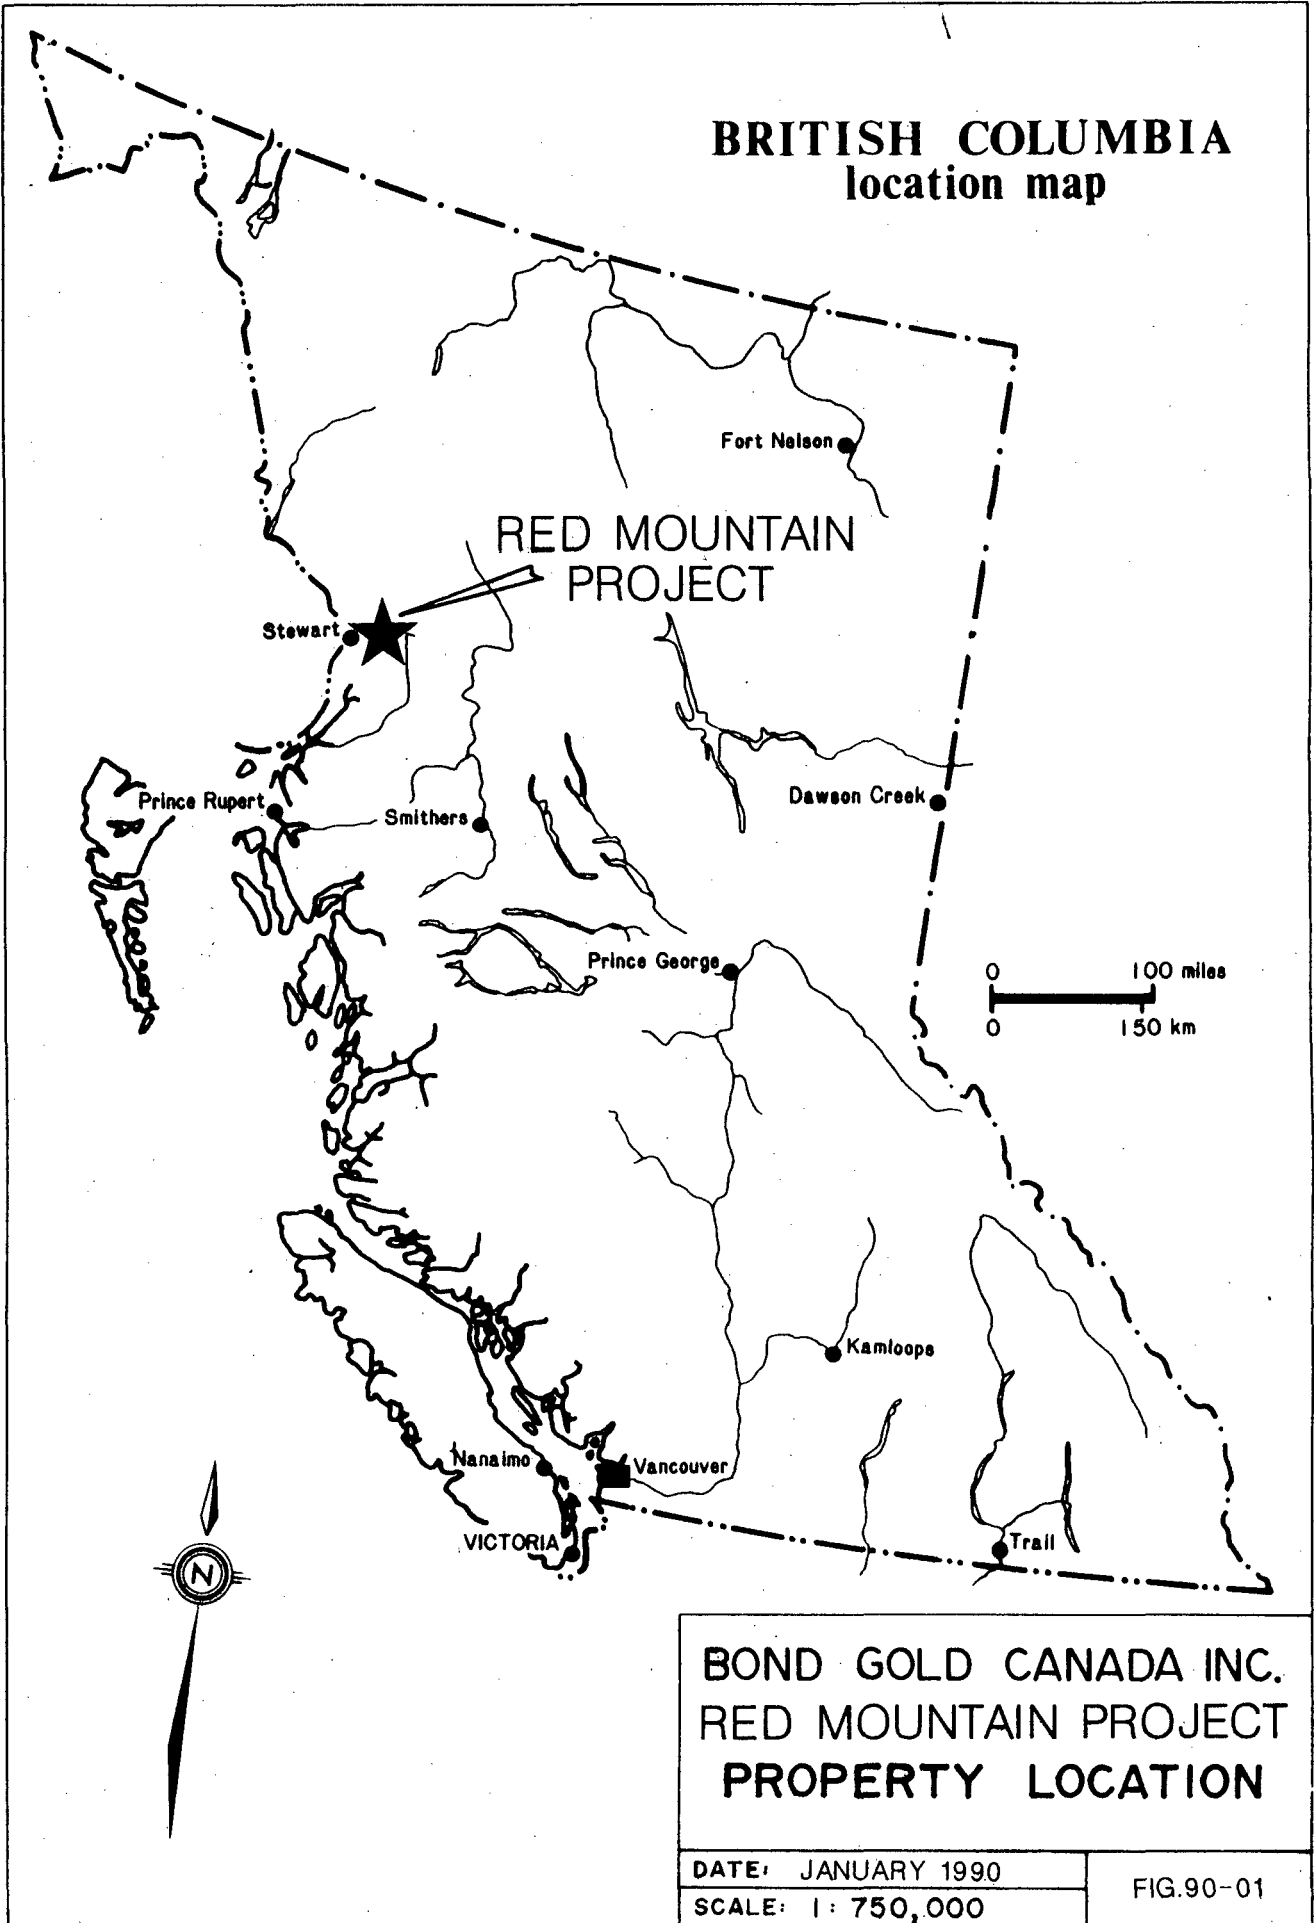 BRITISH COLUMBIA
location map
Fort Nelson
RED MOUNTAIN
PROJECT
Stewart
Prince Rupert
Smithers
Dawson Creek
Prince George
0 100 miles
0 150 km
Kamloops
Nanaimo
Vancouver
VICTORIA
Trail
N
BOND GOLD CANADA INC.
RED MOUNTAIN PROJECT
PROPERTY LOCATION
DATE: JANUARY 1990
SCALE: 1: 750,000
FIG.90-01